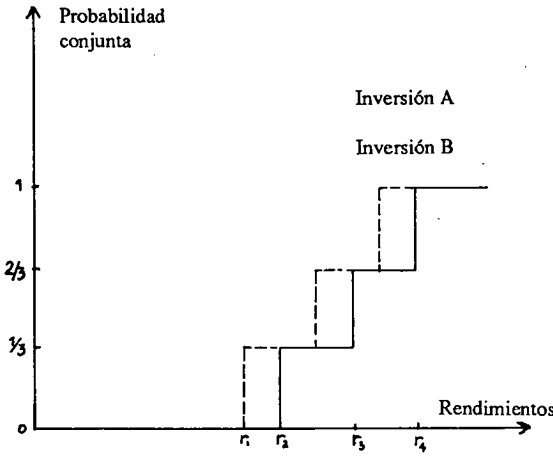 Probabilidad
conjunta
Inversión A
Inversión B
1
2/3
1/3
0
Rendimientos
r₁ r₂ r₃ r₄